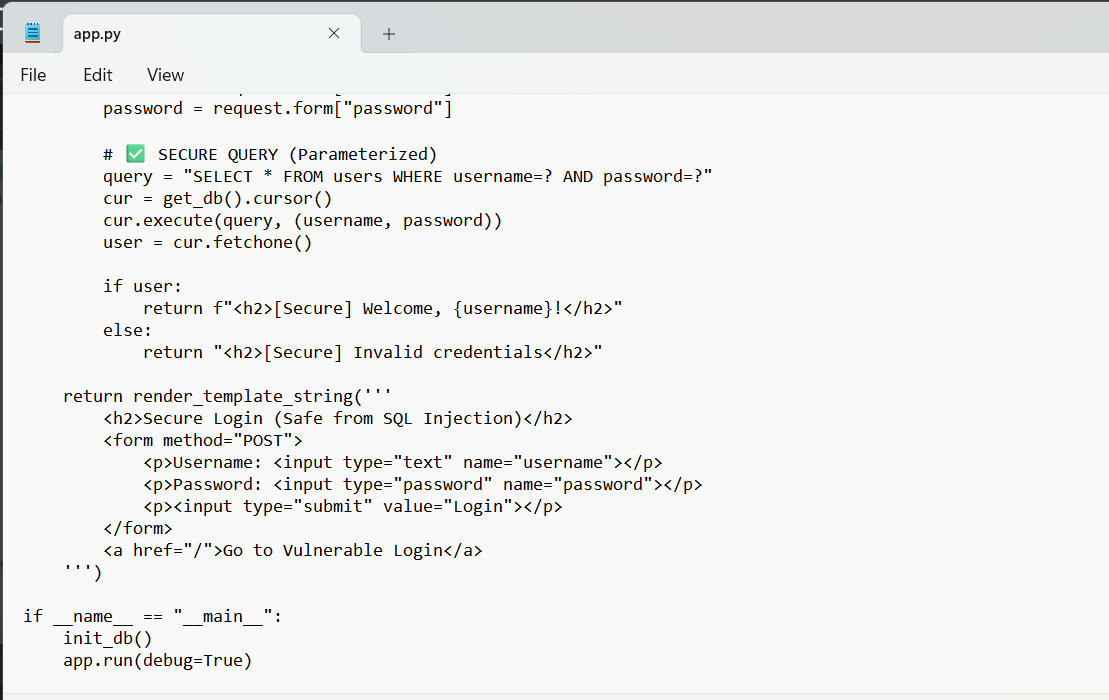 app.py
File Edit View
        password = request.form["password"]

        # ✅ SECURE QUERY (Parameterized)
        query = "SELECT * FROM users WHERE username=? AND password=?"
        cur = get_db().cursor()
        cur.execute(query, (username, password))
        user = cur.fetchone()

        if user:
            return f"<h2>[Secure] Welcome, {username}!</h2>"
        else:
            return "<h2>[Secure] Invalid credentials</h2>"

    return render_template_string('''
        <h2>Secure Login (Safe from SQL Injection)</h2>
        <form method="POST">
            <p>Username: <input type="text" name="username"></p>
            <p>Password: <input type="password" name="password"></p>
            <p><input type="submit" value="Login"></p>
        </form>
        <a href="/">Go to Vulnerable Login</a>
    ''')

if __name__ == "__main__":
    init_db()
    app.run(debug=True)